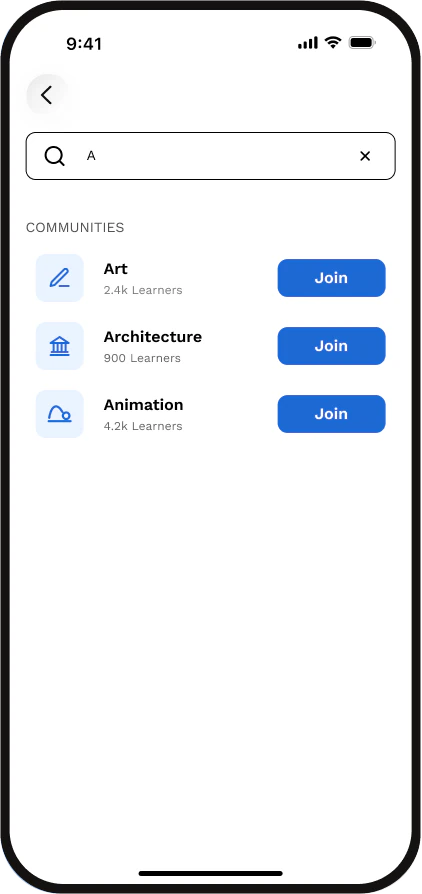 9:41
A
COMMUNITIES
Art
2.4k Learners
Join
Architecture
900 Learners
Join
Animation
4.2k Learners
Join